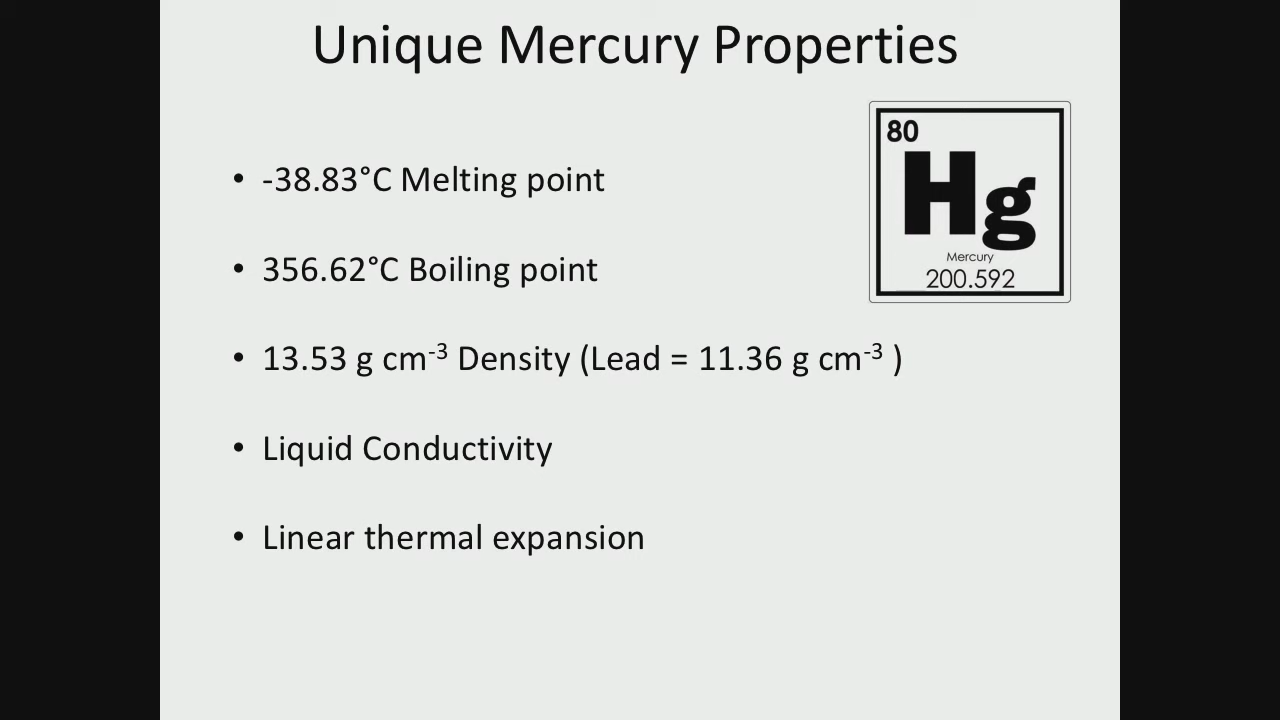 Unique Mercury Properties
80
Hg
Mercury
200.592
• -38.83°C Melting point
• 356.62°C Boiling point
• 13.53 g cm⁻³ Density (Lead = 11.36 g cm⁻³ )
• Liquid Conductivity
• Linear thermal expansion